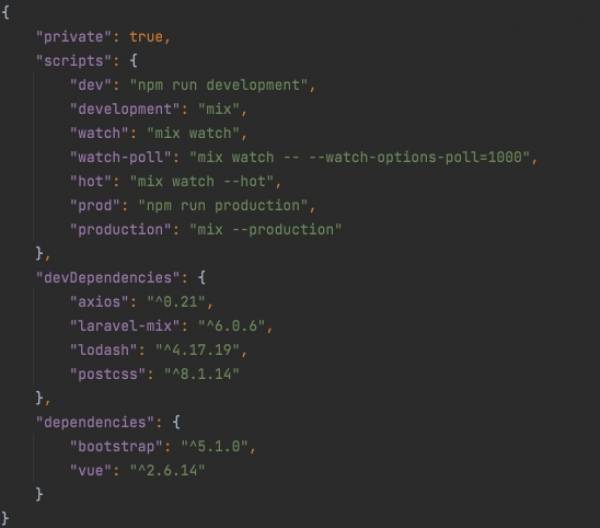 {
    "private": true,
    "scripts": {
        "dev": "npm run development",
        "development": "mix",
        "watch": "mix watch",
        "watch-poll": "mix watch -- --watch-options-poll=1000",
        "hot": "mix watch --hot",
        "prod": "npm run production",
        "production": "mix --production"
    },
    "devDependencies": {
        "axios": "^0.21",
        "laravel-mix": "^6.0.6",
        "lodash": "^4.17.19",
        "postcss": "^8.1.14"
    },
    "dependencies": {
        "bootstrap": "^5.1.0",
        "vue": "^2.6.14"
    }
}